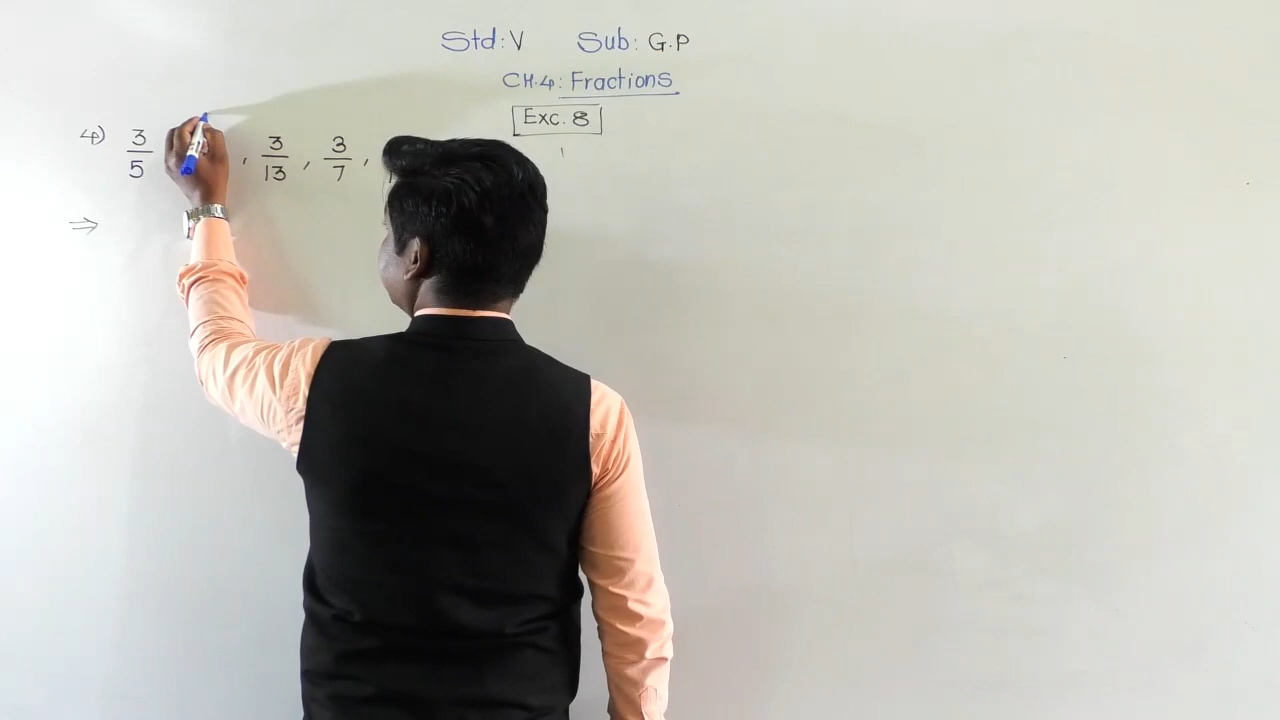 Std: V Sub: G.P
CH.4: Fractions
Exc. 8
4) 3/5 , 3/13 , 3/7 ,
⇒